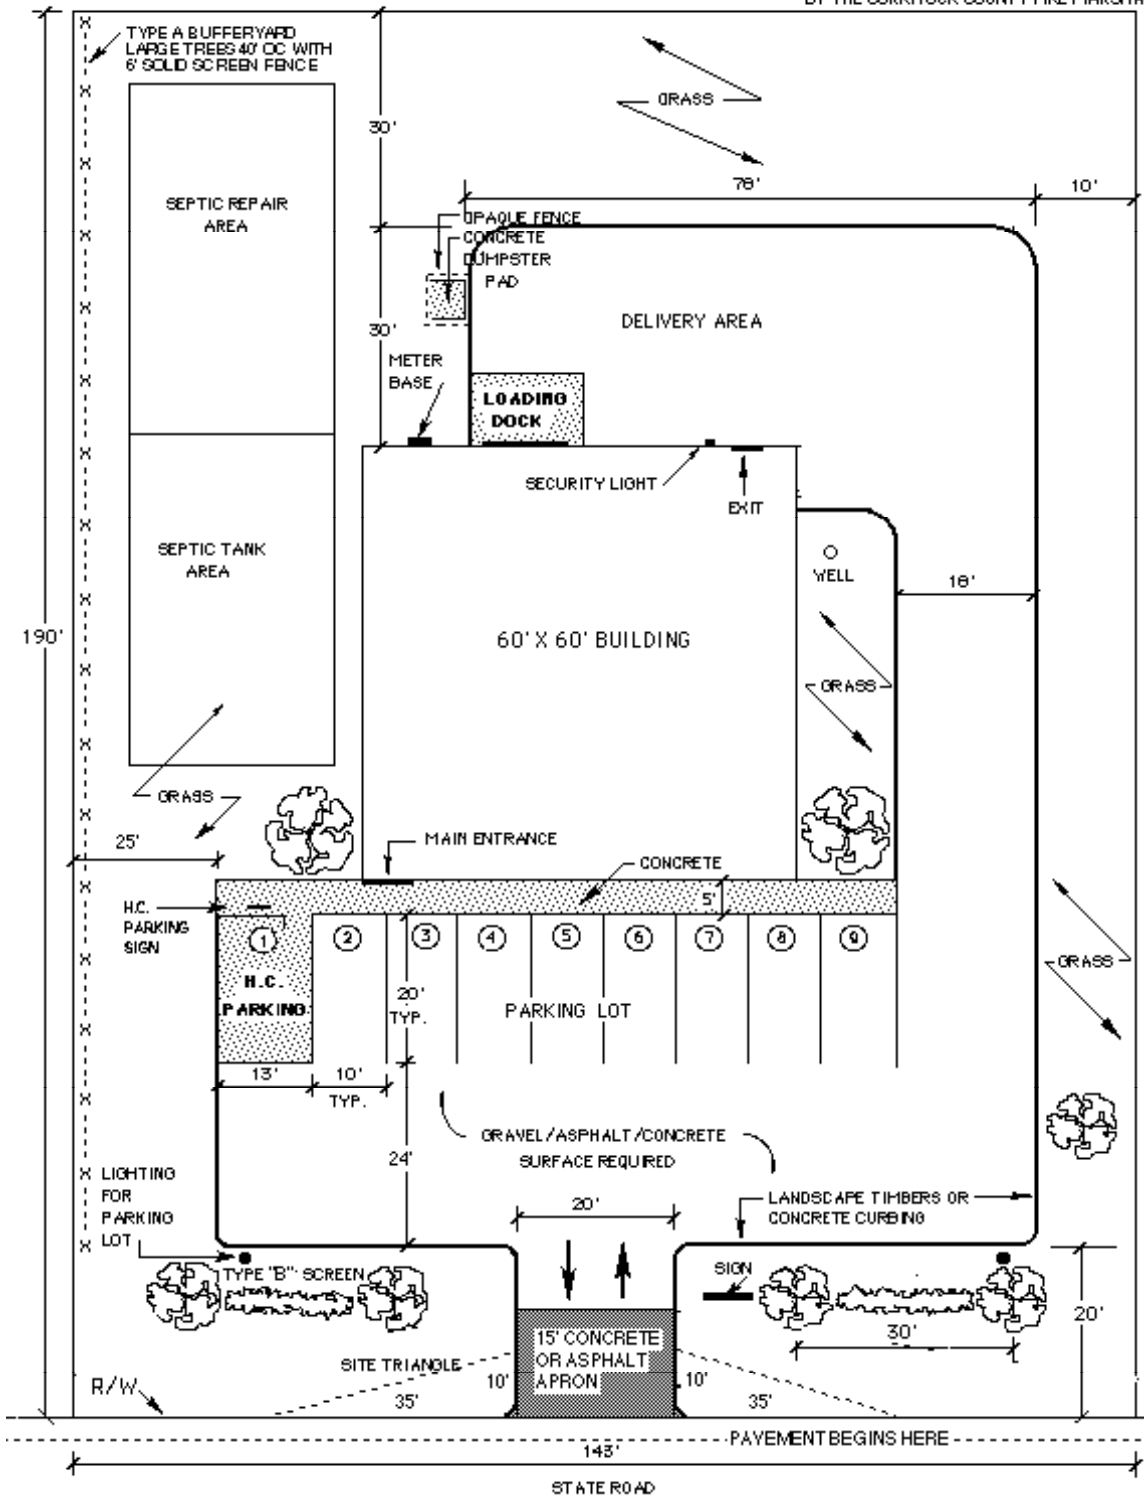 TYPE A BUFFERYARD
LARGE TREES 40' OC WITH
6' SOLID SCREEN FENCE
GRASS
30'
78'
10'
SEPTIC REPAIR
AREA
OPAQUE FENCE
CONCRETE
DUMPSTER
PAD
30'
DELIVERY AREA
METER
BASE
LOADING
DOCK
SECURITY LIGHT
EXIT
SEPTIC TANK
AREA
WELL
18'
190'
60' X 60' BUILDING
GRASS
GRASS
25'
MAIN ENTRANCE
CONCRETE
5'
H.C.
PARKING
SIGN
1
2
3
4
5
6
7
8
9
GRASS
H.C.
PARKING
20'
TYP.
PARKING LOT
13'
10'
TYP.
GRAVEL/ASPHALT/CONCRETE
SURFACE REQUIRED
24'
LIGHTING
FOR
PARKING
LOT
20'
LANDSCAPE TIMBERS OR
CONCRETE CURBING
TYPE "B" SCREEN
SIGN
20'
30'
15' CONCRETE
OR ASPHALT
APRON
SITE TRIANGLE
10'
10'
R/W
35'
35'
PAVEMENT BEGINS HERE
143'
STATE ROAD